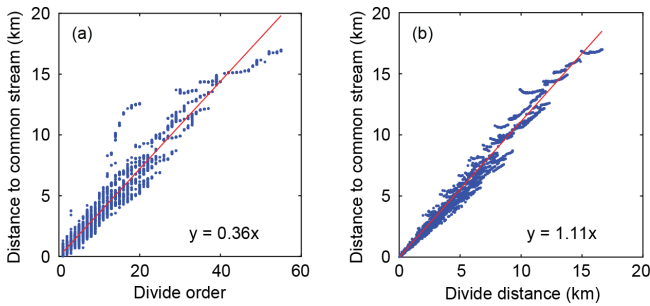 (a)
Distance to common stream (km)
20
15
10
5
0
y = 0.36x
0
20
40
60
Divide order
(b)
Distance to common stream (km)
20
15
10
5
0
y = 1.11x
0
5
10
15
20
Divide distance (km)